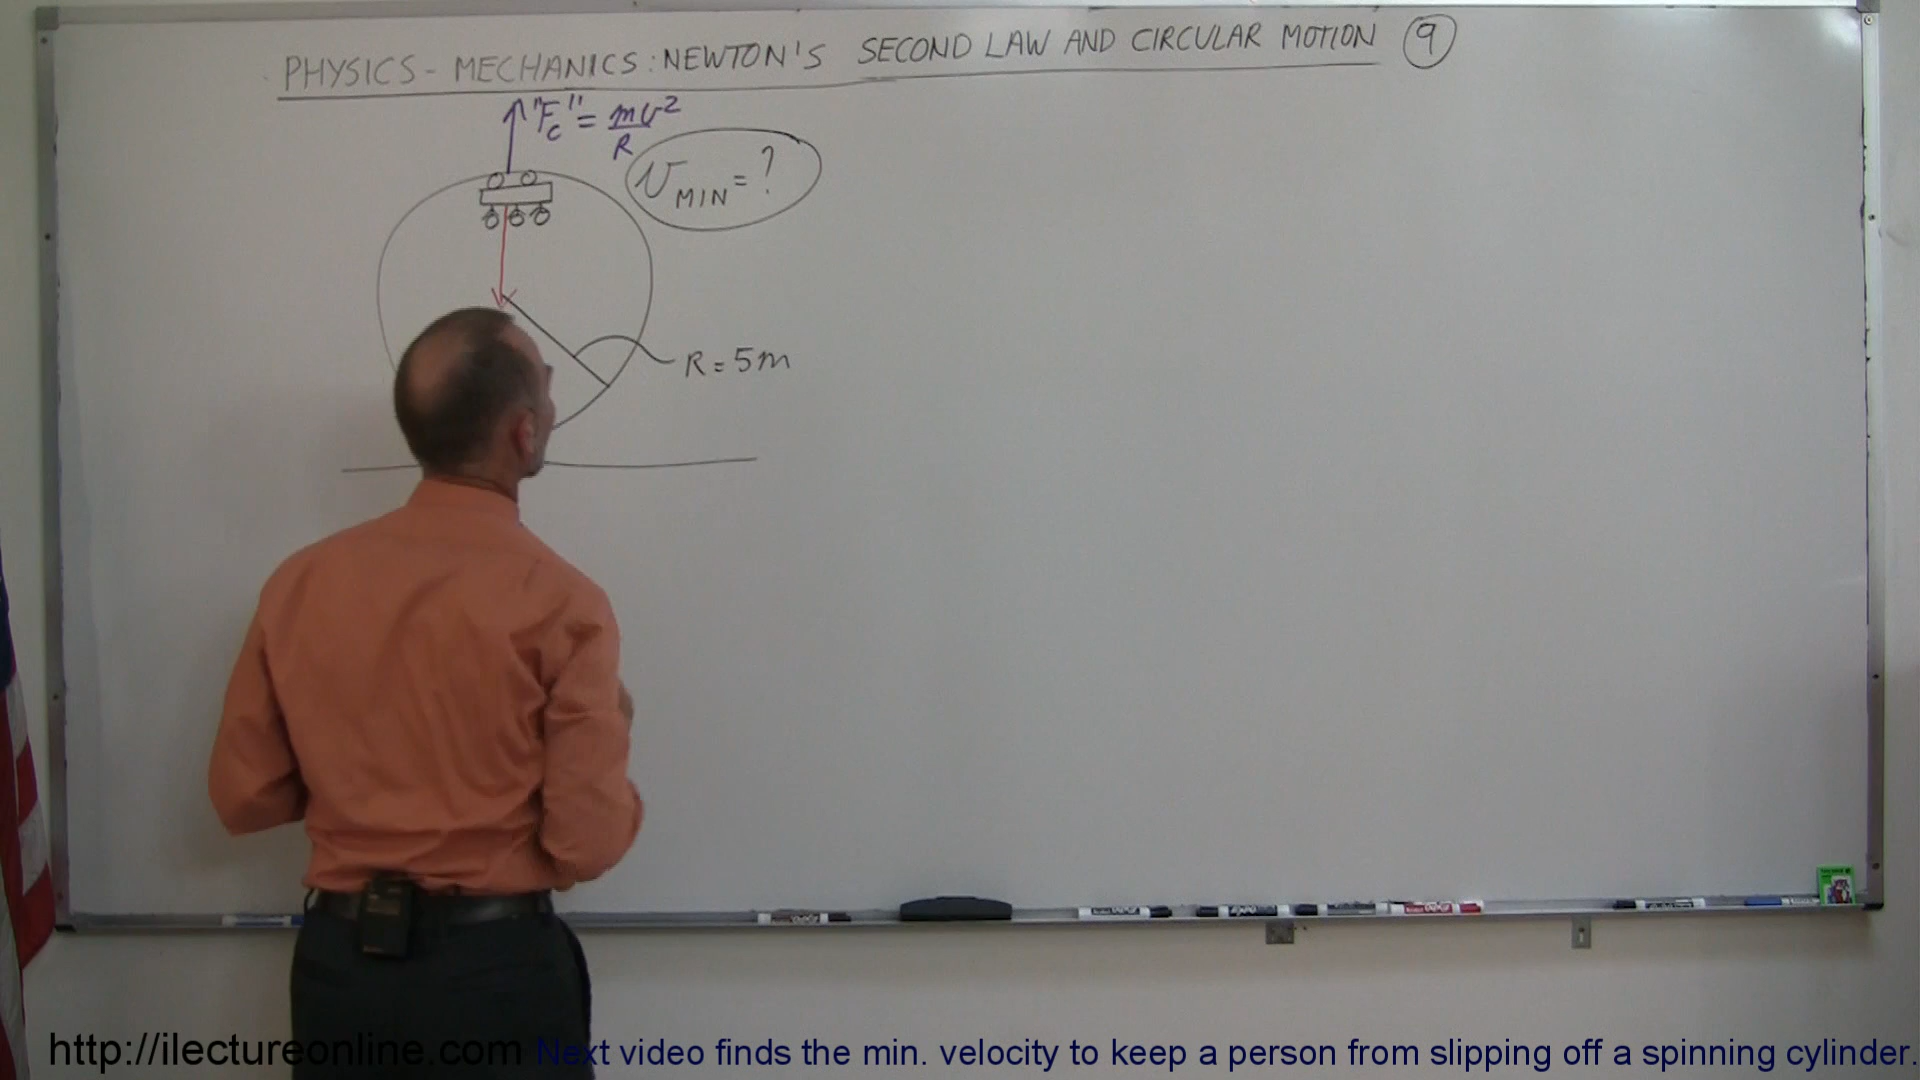 PHYSICS - MECHANICS: NEWTON'S SECOND LAW AND CIRCULAR MOTION 9
"Fc" = mv²/R
vMIN = ?
R = 5m
http://ilectureonline.com Next video finds the min. velocity to keep a person from slipping off a spinning cylinder.